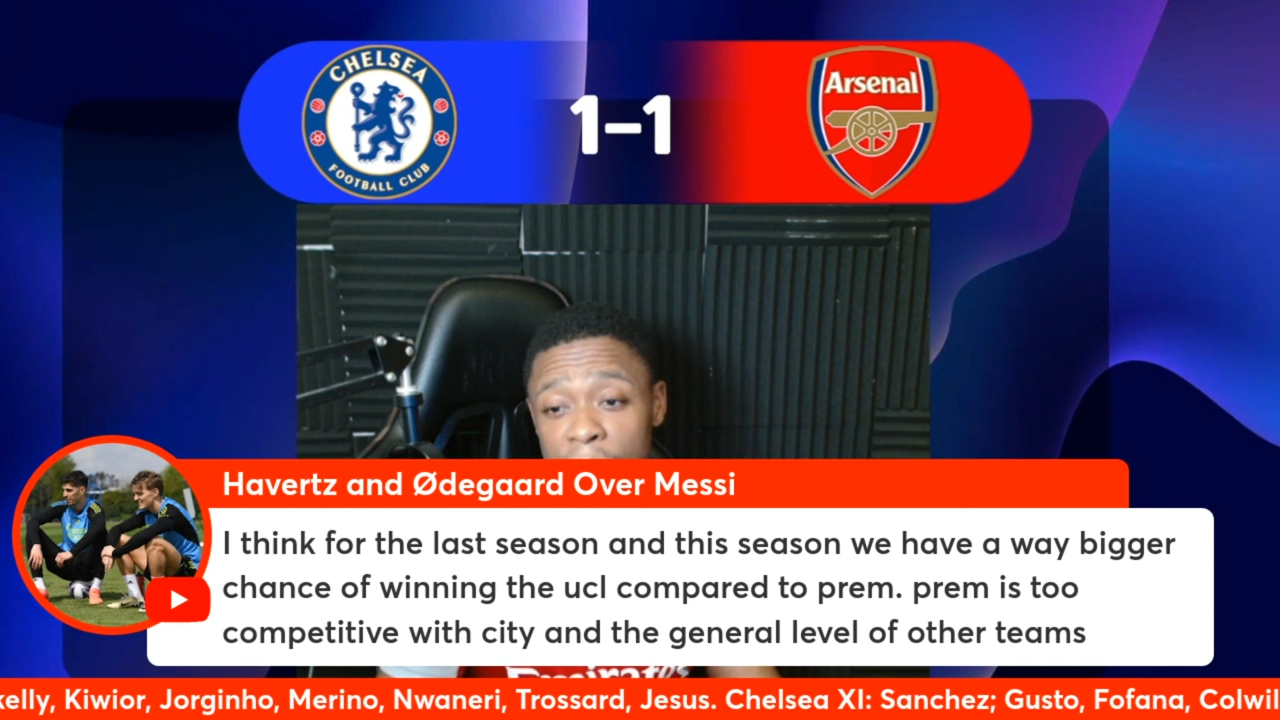 CHELSEA
FOOTBALL CLUB
1-1
Arsenal
Havertz and Ødegaard Over Messi
I think for the last season and this season we have a way bigger
chance of winning the ucl compared to prem. prem is too
competitive with city and the general level of other teams
kelly, Kiwior, Jorginho, Merino, Nwaneri, Trossard, Jesus. Chelsea XI: Sanchez; Gusto, Fofana, Colwil